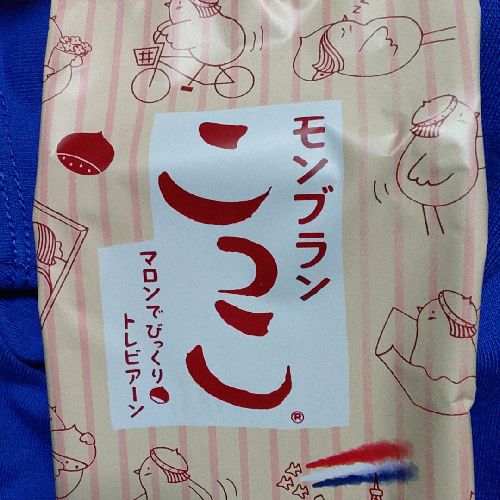 モンブラン
こっこ®
マロンでびっくり
トレビアーン